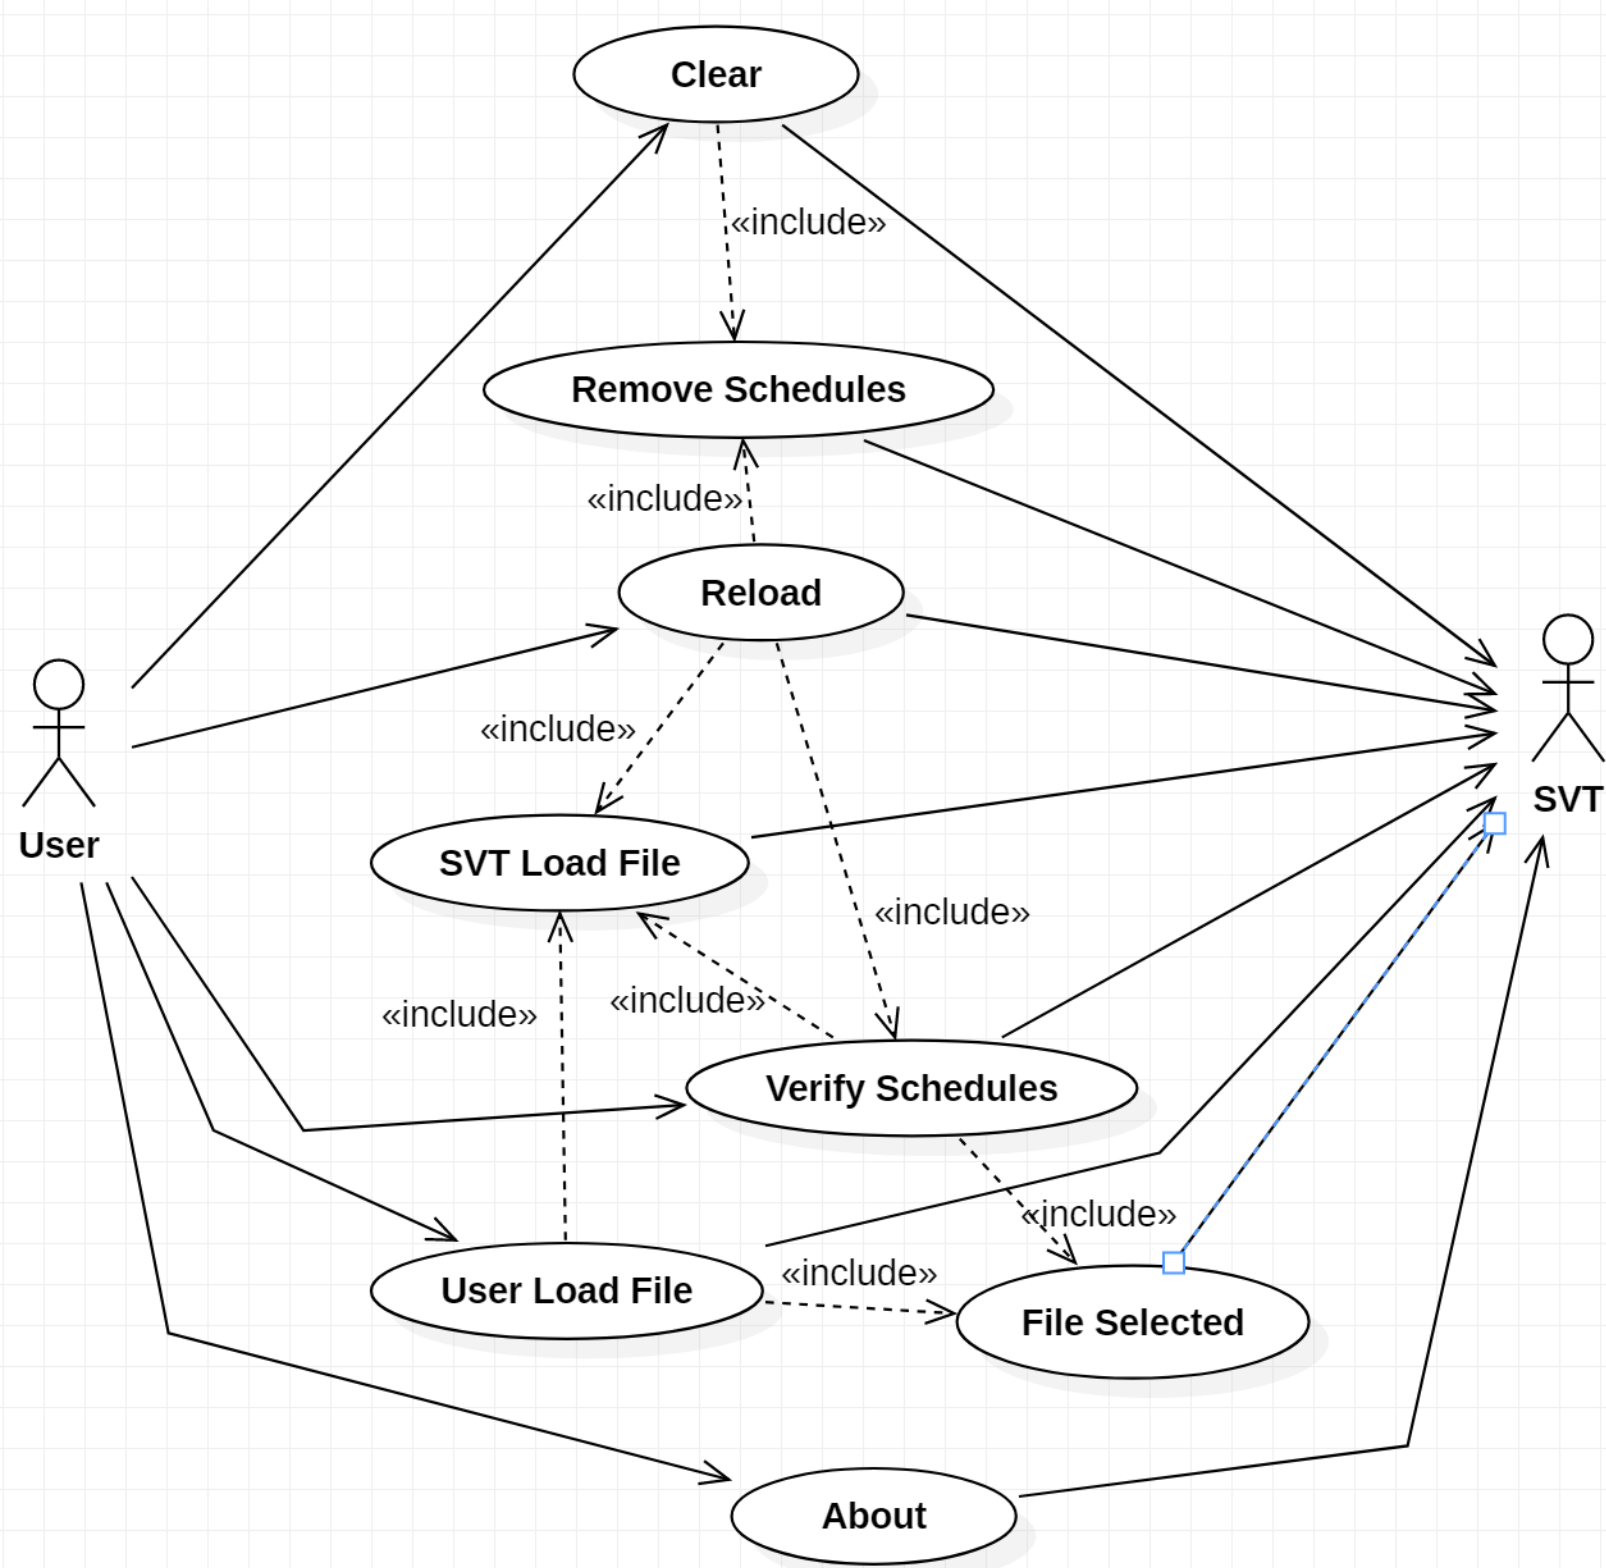 Clear
«include»
Remove Schedules
«include»
Reload
«include»
SVT
User
SVT Load File
«include»
«include»
«include»
Verify Schedules
«include»
«include»
User Load File
File Selected
About